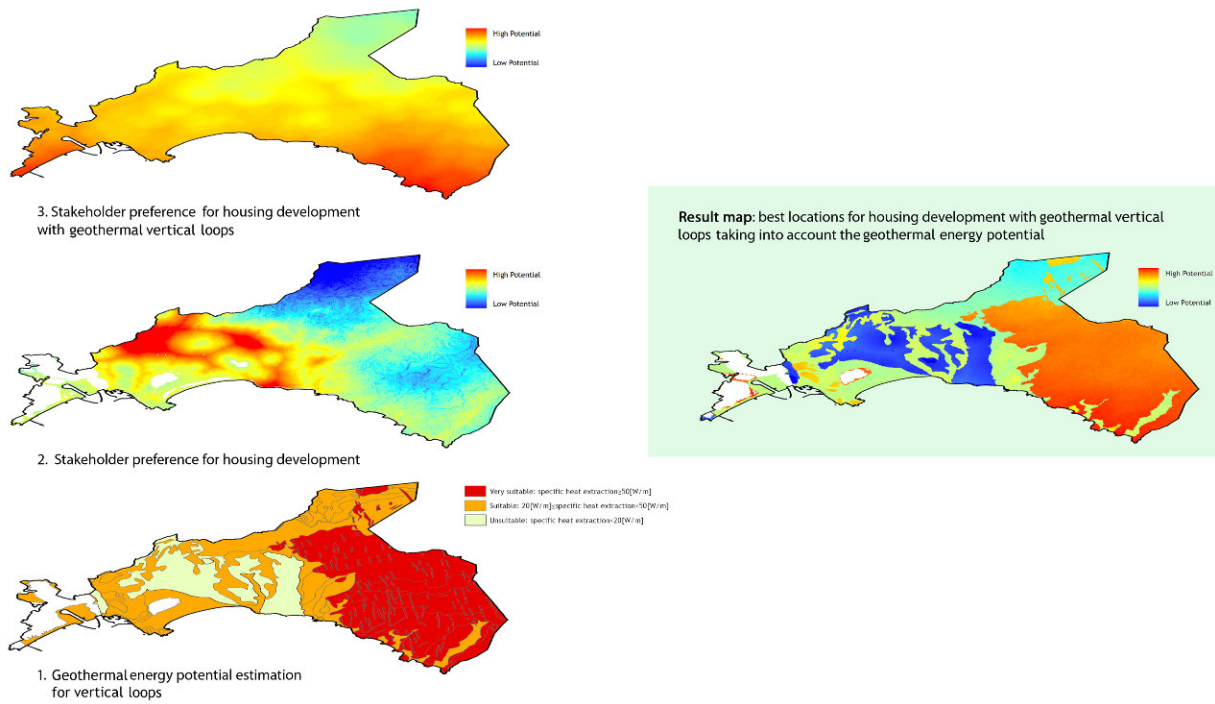 High Potential
Low Potential
3. Stakeholder preference for housing development
with geothermal vertical loops
High Potential
Low Potential
2. Stakeholder preference for housing development
Very suitable: specific heat extraction≥50[W/m]
Suitable: 20[W/m]≤specific heat extraction<50[W/m]
Unsuitable: specific heat extraction<20[W/m]
1. Geothermal energy potential estimation
for vertical loops
Result map: best locations for housing development with geothermal vertical
loops taking into account the geothermal energy potential
High Potential
Low Potential